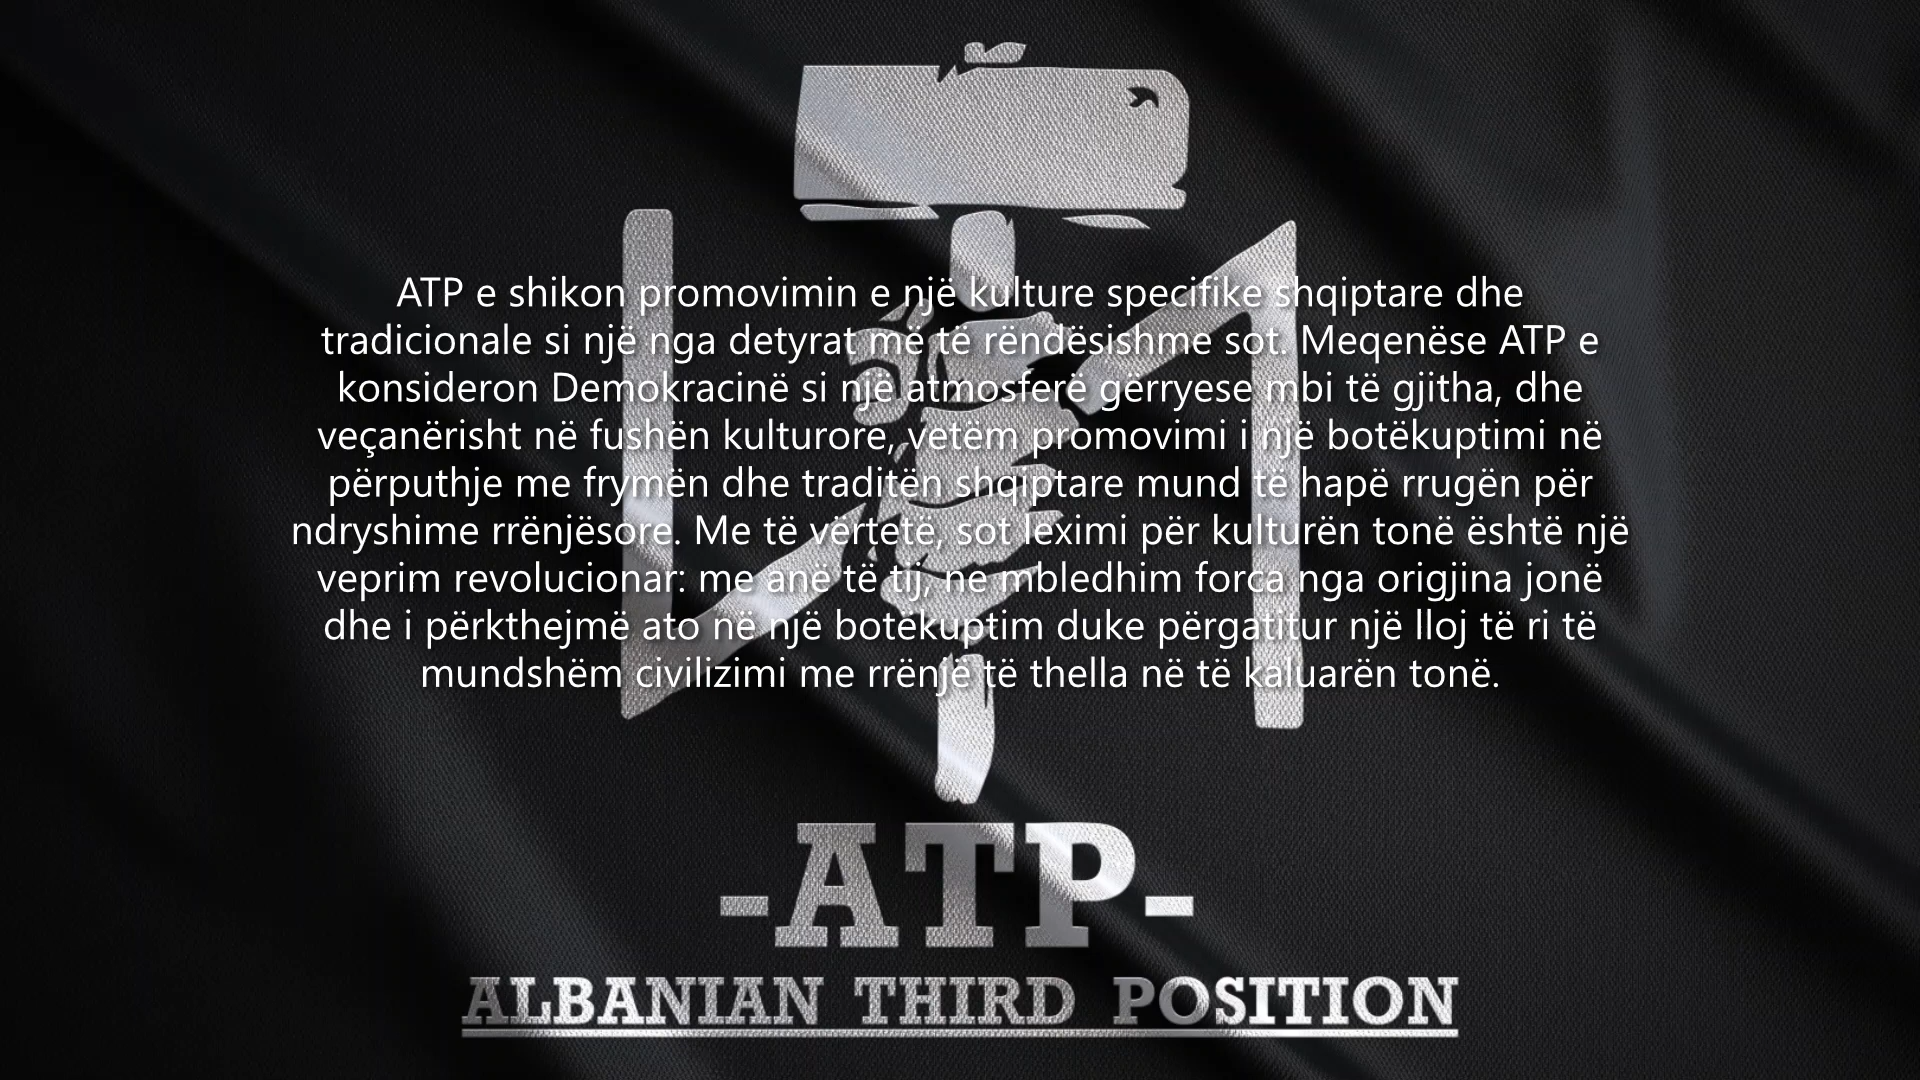 ATP e shikon promovimin e një kulture specifike shqiptare dhe
tradicionale si një nga detyrat më të rëndësishme sot. Meqenëse ATP e
konsideron Demokracinë si një atmosferë gërryese mbi të gjitha, dhe
veçanërisht në fushën kulturore, vetëm promovimi i një botëkuptimi në
përputhje me frymën dhe traditën shqiptare mund të hapë rrugën për
ndryshime rrënjësore. Me të vërtetë, sot leximi për kulturën tonë është një
veprim revolucionar: me anë të tij, ne mbledhim forca nga origjina jonë
dhe i përkthejmë ato në një botëkuptim duke përgatitur një lloj të ri të
mundshëm civilizimi me rrënjë të thella në të kaluarën tonë.
-ATP-
ALBANIAN THIRD POSITION